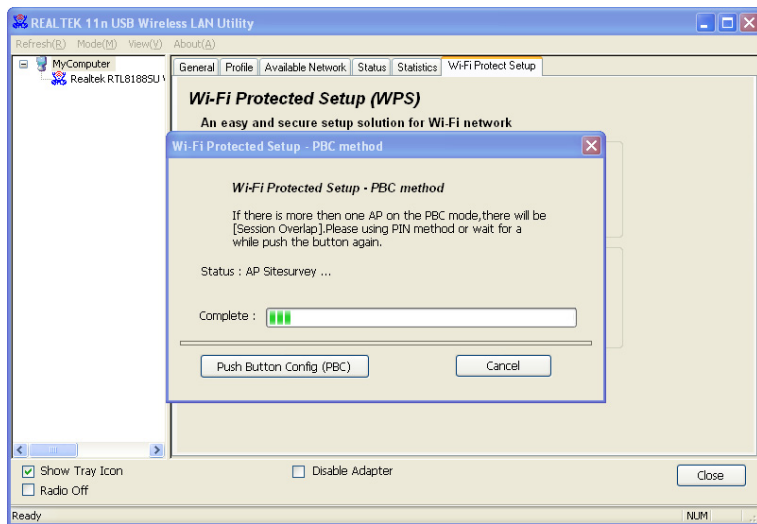 REALTEK 11n USB Wireless LAN Utility
Refresh(R) Mode(M) View(V) About(A)
MyComputer
Realtek RTL8188SU
General Profile Available Network Status Statistics Wi-Fi Protect Setup
Wi-Fi Protected Setup (WPS)
An easy and secure setup solution for Wi-Fi network
Wi-Fi Protected Setup - PBC method
Wi-Fi Protected Setup - PBC method
If there is more then one AP on the PBC mode,there will be
[Session Overlap].Please using PIN method or wait for a
while push the button again.
Status : AP Sitesurvey ...
Complete :
Push Button Config (PBC) Cancel
Show Tray Icon Disable Adapter
Radio Off
Close
Ready NUM